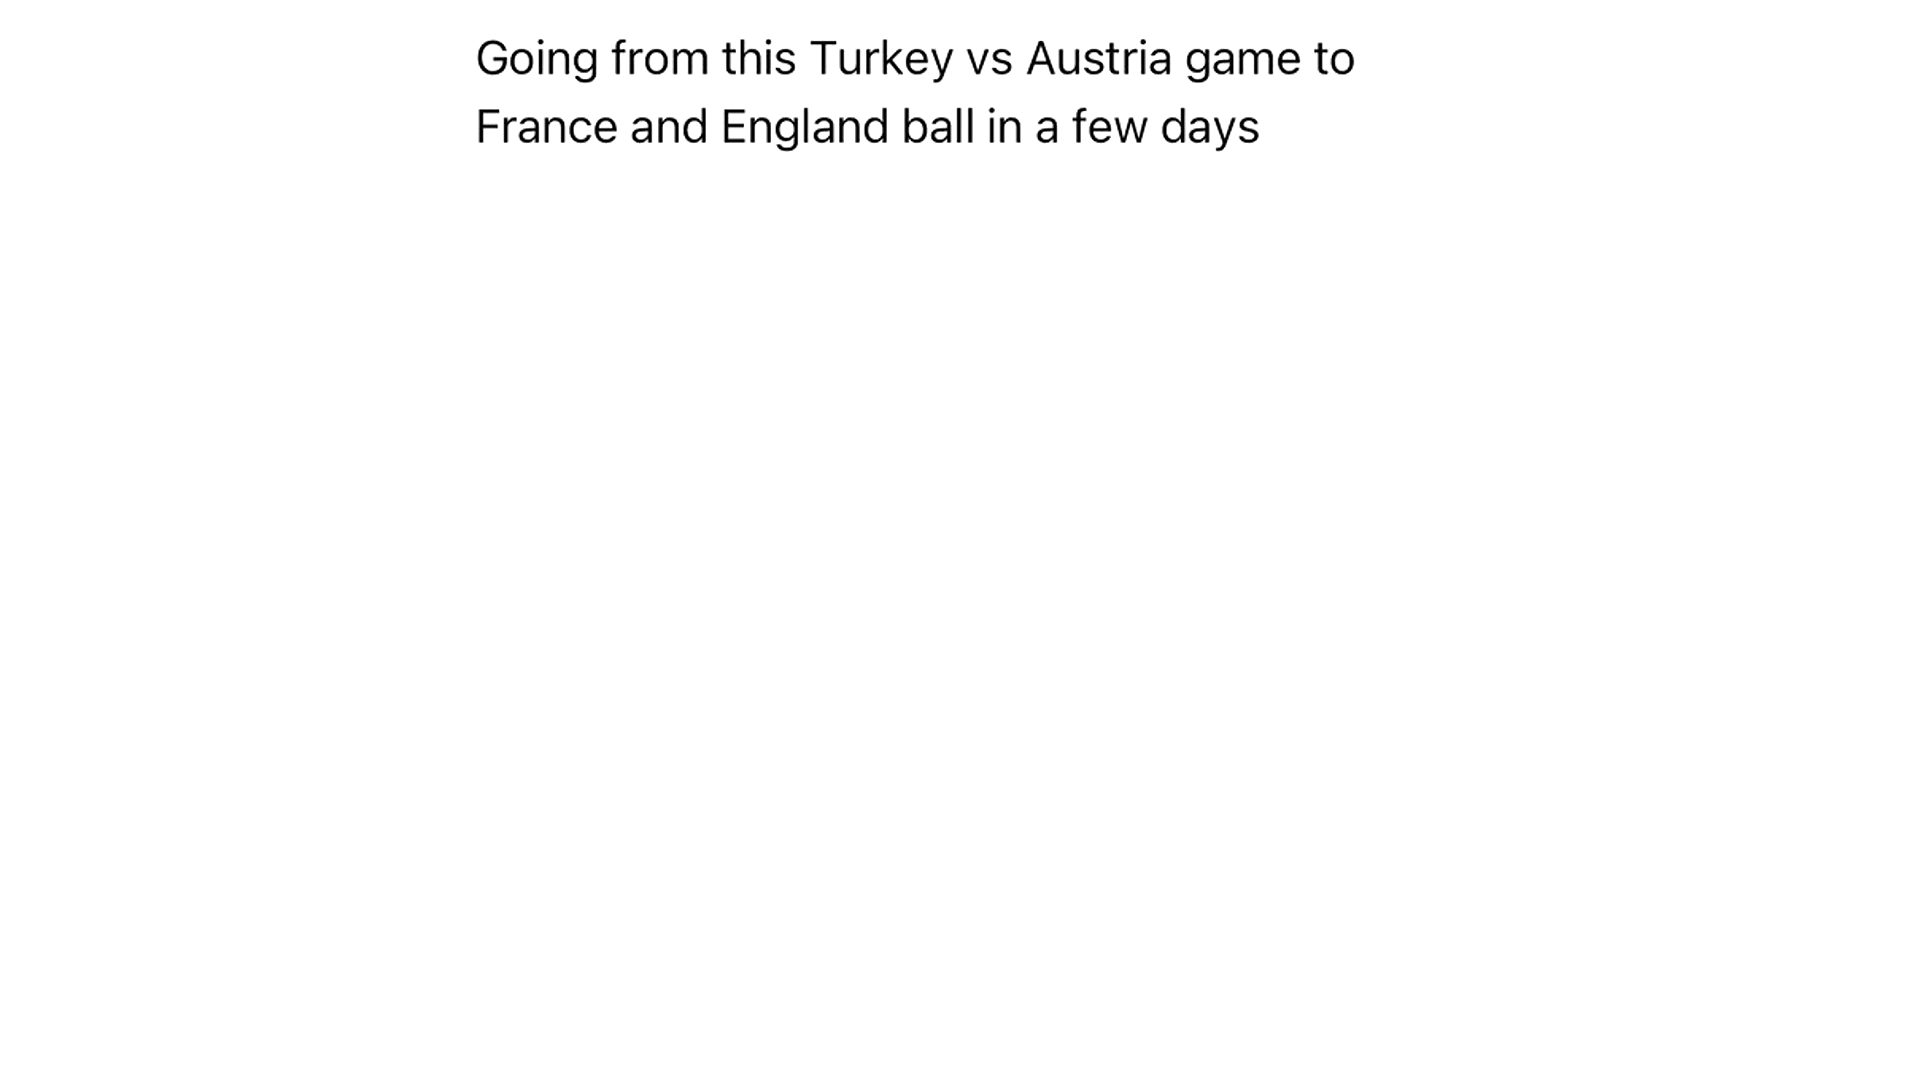 Going from this Turkey vs Austria game to
France and England ball in a few days